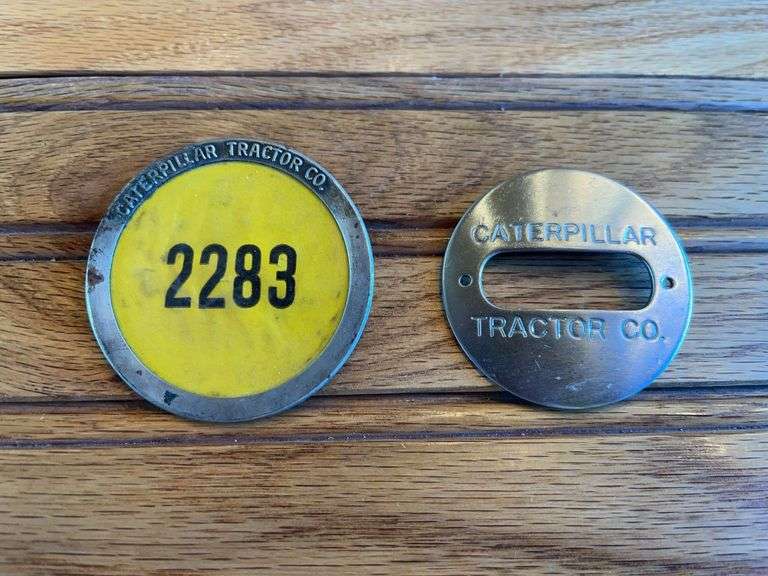 CATERPILLAR TRACTOR CO.
2283
CATERPILLAR
TRACTOR CO.